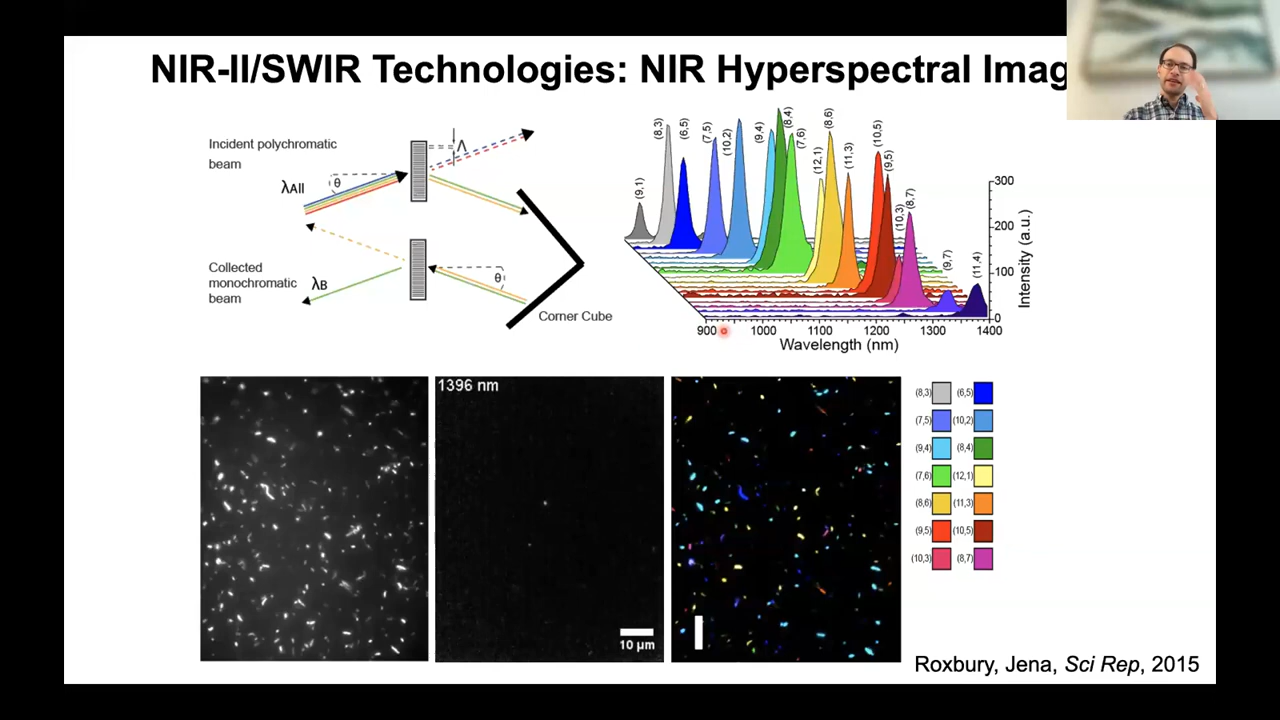 NIR-II/SWIR Technologies: NIR Hyperspectral Imag
Incident polychromatic
beam
λAll
θ
Λ
Collected
monochromatic
beam
λB
θ
Corner Cube
(9,1)
(8,3)
(6,5)
(7,5)
(10,2)
(9,4)
(8,4)
(7,6)
(12,1)
(8,6)
(11,3)
(10,5)
(9,5)
(10,3)
(8,7)
(9,7)
(11,4)
300
200
100
0
Intensity (a.u.)
900 1000 1100 1200 1300 1400
Wavelength (nm)
1396 nm
10 µm
(8,3) (6,5)
(7,5) (10,2)
(9,4) (8,4)
(7,6) (12,1)
(8,6) (11,3)
(9,5) (10,5)
(10,3) (8,7)
Roxbury, Jena, Sci Rep, 2015